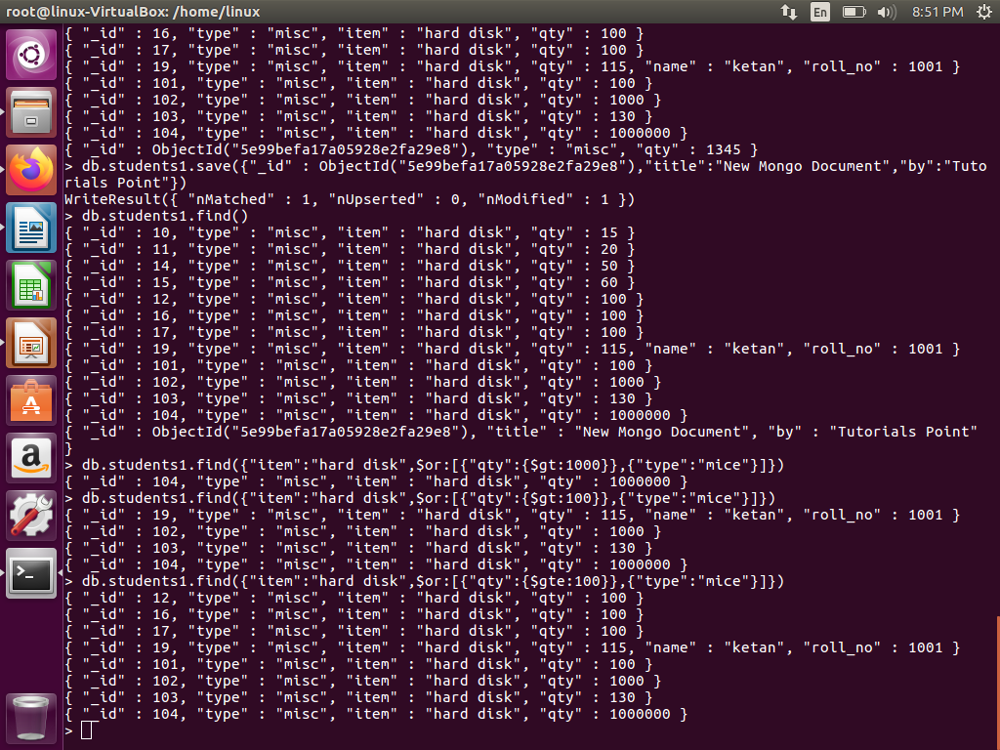 root@linux-VirtualBox: /home/linux
En
8:51 PM
{ "_id" : 16, "type" : "misc", "item" : "hard disk", "qty" : 100 }
{ "_id" : 17, "type" : "misc", "item" : "hard disk", "qty" : 100 }
{ "_id" : 19, "type" : "misc", "item" : "hard disk", "qty" : 115, "name" : "ketan", "roll_no" : 1001 }
{ "_id" : 101, "type" : "misc", "item" : "hard disk", "qty" : 100 }
{ "_id" : 102, "type" : "misc", "item" : "hard disk", "qty" : 1000 }
{ "_id" : 103, "type" : "misc", "item" : "hard disk", "qty" : 130 }
{ "_id" : 104, "type" : "misc", "item" : "hard disk", "qty" : 1000000 }
{ "_id" : ObjectId("5e99befa17a05928e2fa29e8"), "type" : "misc", "qty" : 1345 }
> db.students1.save({"_id" : ObjectId("5e99befa17a05928e2fa29e8"),"title":"New Mongo Document","by":"Tuto
rials Point"})
WriteResult({ "nMatched" : 1, "nUpserted" : 0, "nModified" : 1 })
> db.students1.find()
{ "_id" : 10, "type" : "misc", "item" : "hard disk", "qty" : 15 }
{ "_id" : 11, "type" : "misc", "item" : "hard disk", "qty" : 20 }
{ "_id" : 14, "type" : "misc", "item" : "hard disk", "qty" : 50 }
{ "_id" : 15, "type" : "misc", "item" : "hard disk", "qty" : 60 }
{ "_id" : 12, "type" : "misc", "item" : "hard disk", "qty" : 100 }
{ "_id" : 16, "type" : "misc", "item" : "hard disk", "qty" : 100 }
{ "_id" : 17, "type" : "misc", "item" : "hard disk", "qty" : 100 }
{ "_id" : 19, "type" : "misc", "item" : "hard disk", "qty" : 115, "name" : "ketan", "roll_no" : 1001 }
{ "_id" : 101, "type" : "misc", "item" : "hard disk", "qty" : 100 }
{ "_id" : 102, "type" : "misc", "item" : "hard disk", "qty" : 1000 }
{ "_id" : 103, "type" : "misc", "item" : "hard disk", "qty" : 130 }
{ "_id" : 104, "type" : "misc", "item" : "hard disk", "qty" : 1000000 }
{ "_id" : ObjectId("5e99befa17a05928e2fa29e8"), "title" : "New Mongo Document", "by" : "Tutorials Point"
}
> db.students1.find({"item":"hard disk",$or:[{"qty":{$gt:1000}},{"type":"mice"}]})
{ "_id" : 104, "type" : "misc", "item" : "hard disk", "qty" : 1000000 }
> db.students1.find({"item":"hard disk",$or:[{"qty":{$gt:100}},{"type":"mice"}]})
{ "_id" : 19, "type" : "misc", "item" : "hard disk", "qty" : 115, "name" : "ketan", "roll_no" : 1001 }
{ "_id" : 102, "type" : "misc", "item" : "hard disk", "qty" : 1000 }
{ "_id" : 103, "type" : "misc", "item" : "hard disk", "qty" : 130 }
{ "_id" : 104, "type" : "misc", "item" : "hard disk", "qty" : 1000000 }
> db.students1.find({"item":"hard disk",$or:[{"qty":{$gte:100}},{"type":"mice"}]})
{ "_id" : 12, "type" : "misc", "item" : "hard disk", "qty" : 100 }
{ "_id" : 16, "type" : "misc", "item" : "hard disk", "qty" : 100 }
{ "_id" : 17, "type" : "misc", "item" : "hard disk", "qty" : 100 }
{ "_id" : 19, "type" : "misc", "item" : "hard disk", "qty" : 115, "name" : "ketan", "roll_no" : 1001 }
{ "_id" : 101, "type" : "misc", "item" : "hard disk", "qty" : 100 }
{ "_id" : 102, "type" : "misc", "item" : "hard disk", "qty" : 1000 }
{ "_id" : 103, "type" : "misc", "item" : "hard disk", "qty" : 130 }
{ "_id" : 104, "type" : "misc", "item" : "hard disk", "qty" : 1000000 }
>